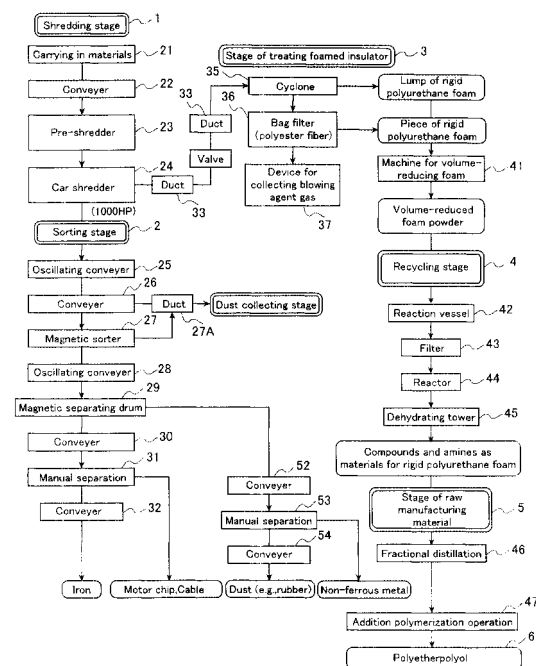 Shredding stage
1
Carrying in materials
21
Conveyer
22
Pre-shredder
23
Car shredder
24
(1000HP)
Duct
33
Valve
Duct
33
Sorting stage
2
Oscillating conveyer
25
Conveyer
26
Duct
27A
Dust collecting stage
Magnetic sorter
27
Oscillating conveyer
28
Magnetic separating drum
29
Conveyer
30
Manual separation
31
Conveyer
32
Iron
Motor chip,Cable
Conveyer
52
Manual separation
53
Conveyer
54
Dust (e.g.,rubber)
Non-ferrous metal
Stage of treating foamed insulator
3
Cyclone
35
Bag filter
(polyester fiber)
36
Device for
collecting blowing
agent gas
37
Lump of rigid
polyurethane foam
Piece of rigid
polyurethane foam
Machine for volume-
reducing foam
41
Volume-reduced
foam powder
Recycling stage
4
Reaction vessel
42
Filter
43
Reactor
44
Dehydrating tower
45
Compounds and amines as
materials for rigid polyurethane foam
Stage of raw
manufacturing
material
5
Fractional distillation
46
Addition polymerization operation
47
Polyetherpolyol
6